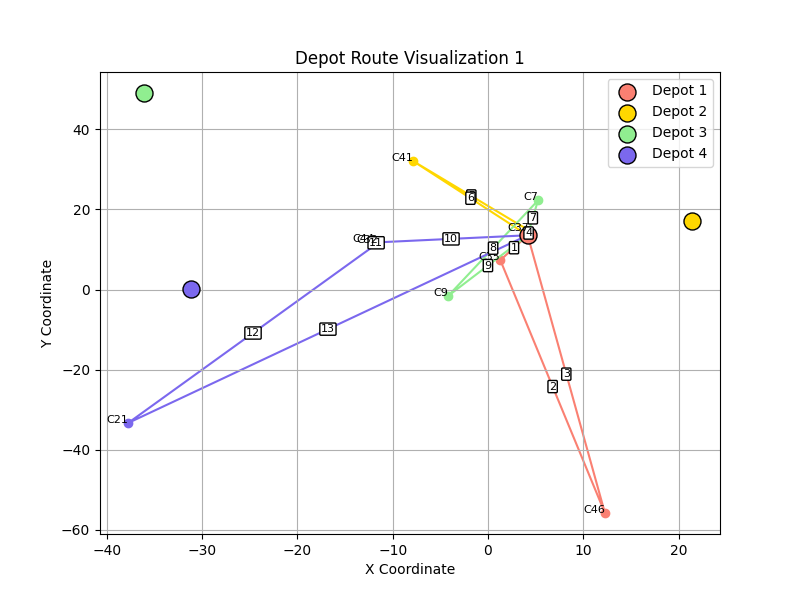 Depot Route Visualization 1
Depot 1
Depot 2
Depot 3
Depot 4
Y Coordinate
40
20
0
−20
−40
−60
C41
C7
C37
C9
C21
C46
6
7
4
1
8
9
10
11
12
13
3
2
−40
−30
−20
−10
0
10
20
X Coordinate